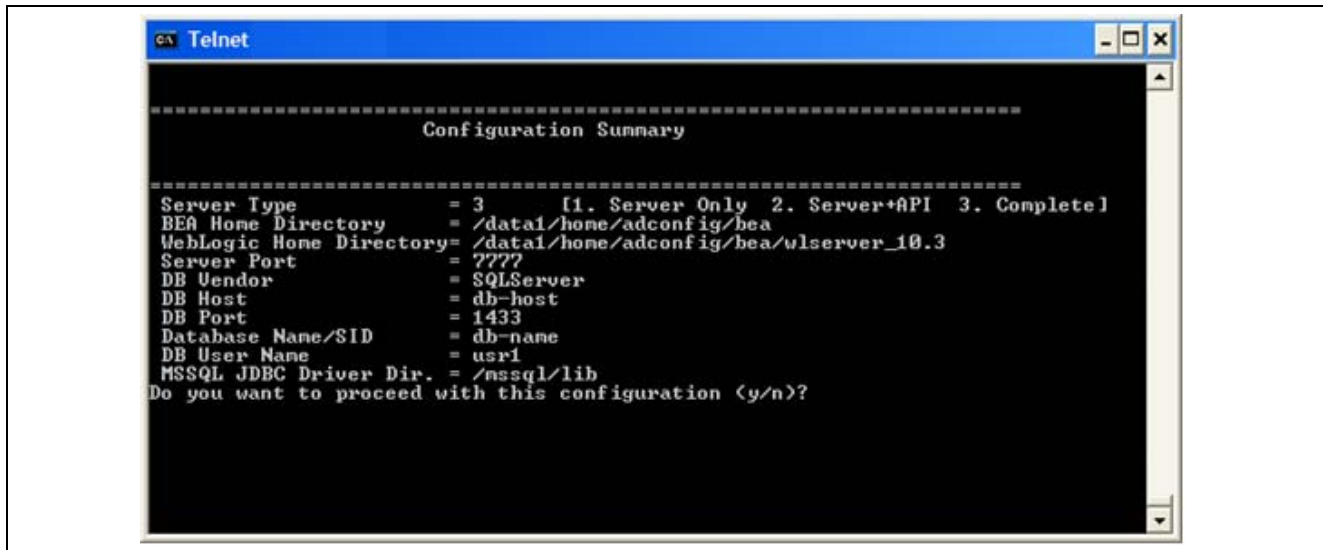 Telnet
======================================================================
Configuration Summary
======================================================================
Server Type = 3 [1. Server Only 2. Server+API 3. Complete]
BEA Home Directory = /data1/home/adconfig/bea
WebLogic Home Directory= /data1/home/adconfig/bea/wlserver_10.3
Server Port = 7777
DB Vendor = SQLServer
DB Host = db-host
DB Port = 1433
Database Name/SID = db-name
DB User Name = usr1
MSSQL JDBC Driver Dir. = /mssql/lib
Do you want to proceed with this configuration (y/n)?